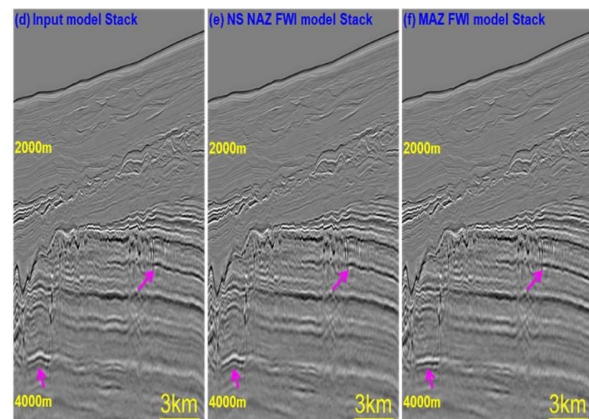 (d) Input model Stack
(e) NS NAZ FWI model Stack
(f) MAZ FWI model Stack
2000m
2000m
2000m
4000m
3km
4000m
3km
4000m
3km